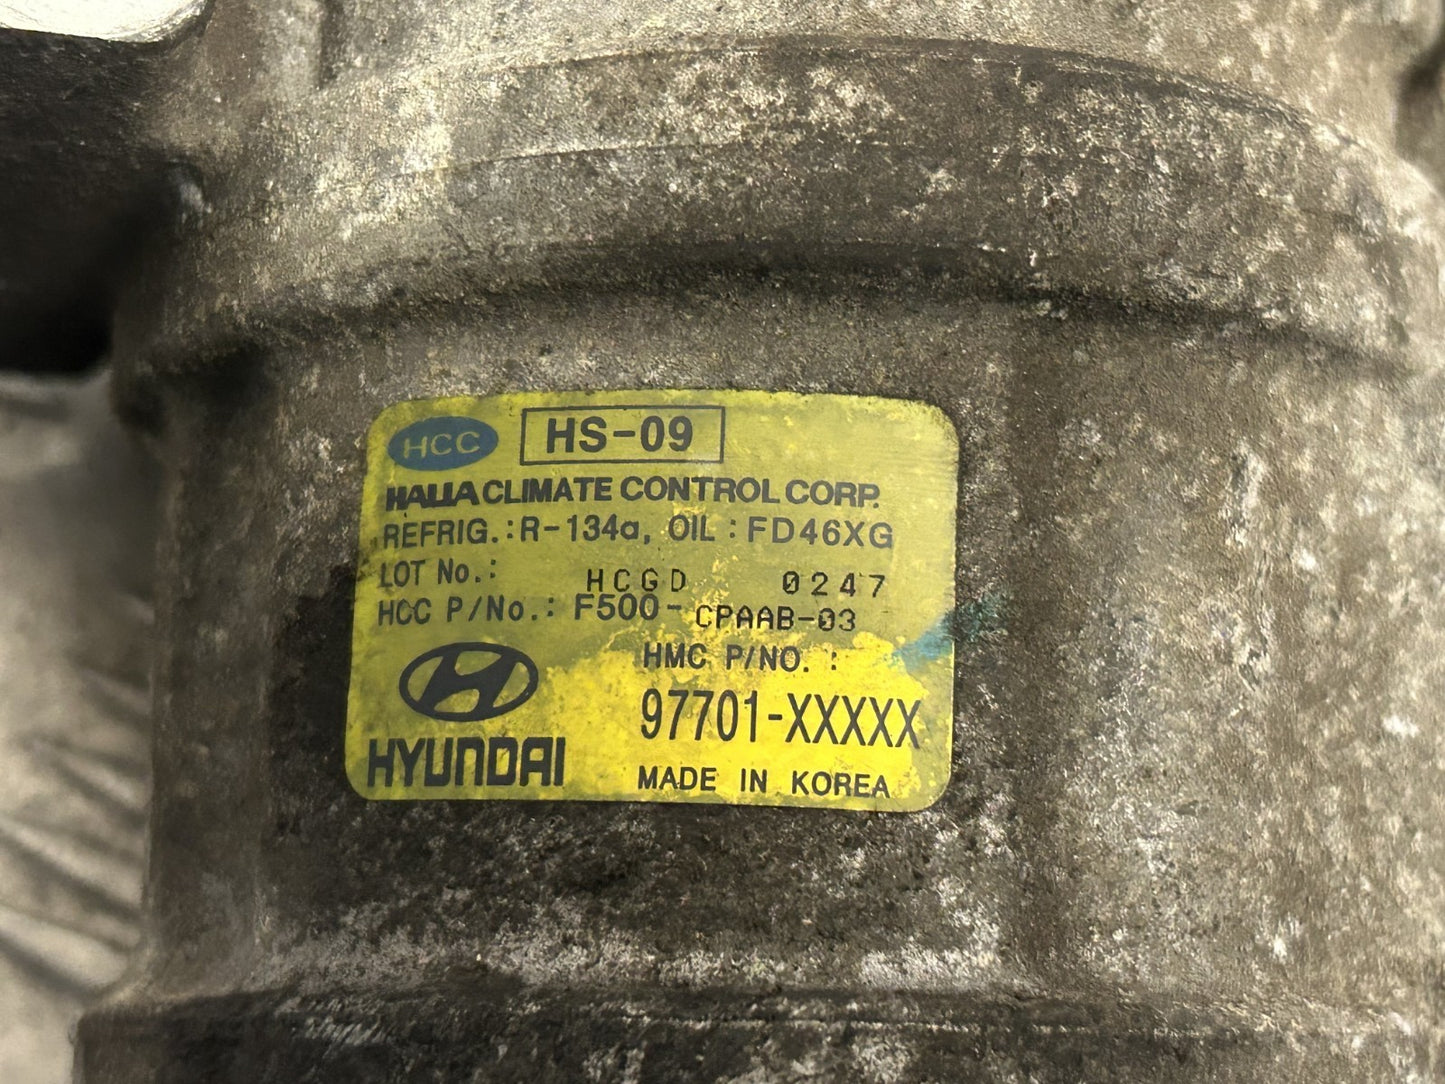 HCC HS-09
HALLA CLIMATE CONTROL CORP.
REFRIG.: R-134a, OIL : FD46XG
LOT No.: HCGD 0247
HCC P/No.: F500-CPAAB-03
HMC P/NO. :
97701-XXXXX
HYUNDAI
MADE IN KOREA